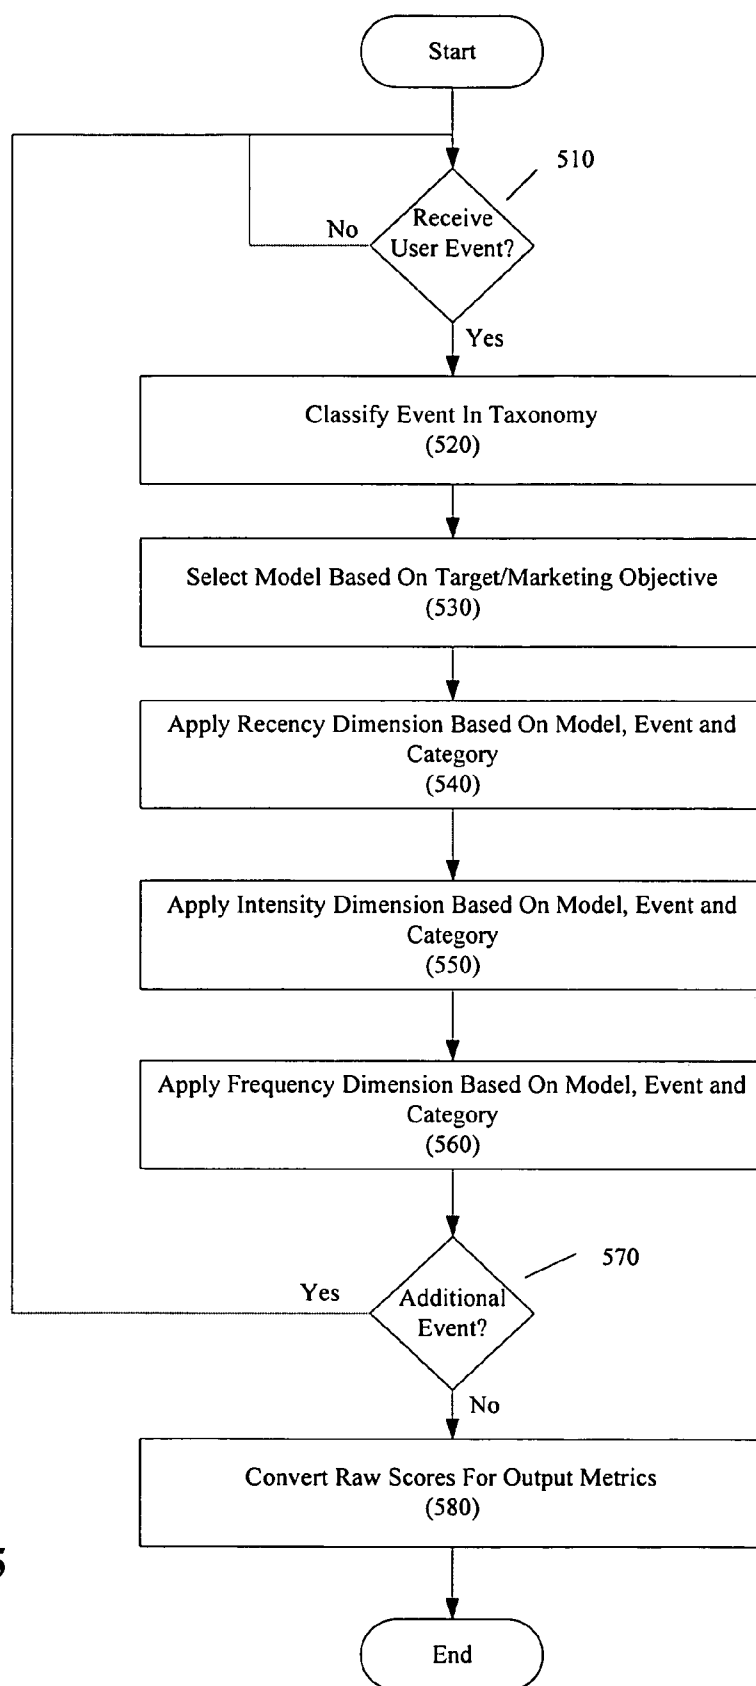 Start
510
Receive
User Event?
No
Yes
Classify Event In Taxonomy
(520)
Select Model Based On Target/Marketing Objective
(530)
Apply Recency Dimension Based On Model, Event and
Category
(540)
Apply Intensity Dimension Based On Model, Event and
Category
(550)
Apply Frequency Dimension Based On Model, Event and
Category
(560)
570
Yes
Additional
Event?
No
Convert Raw Scores For Output Metrics
(580)
End